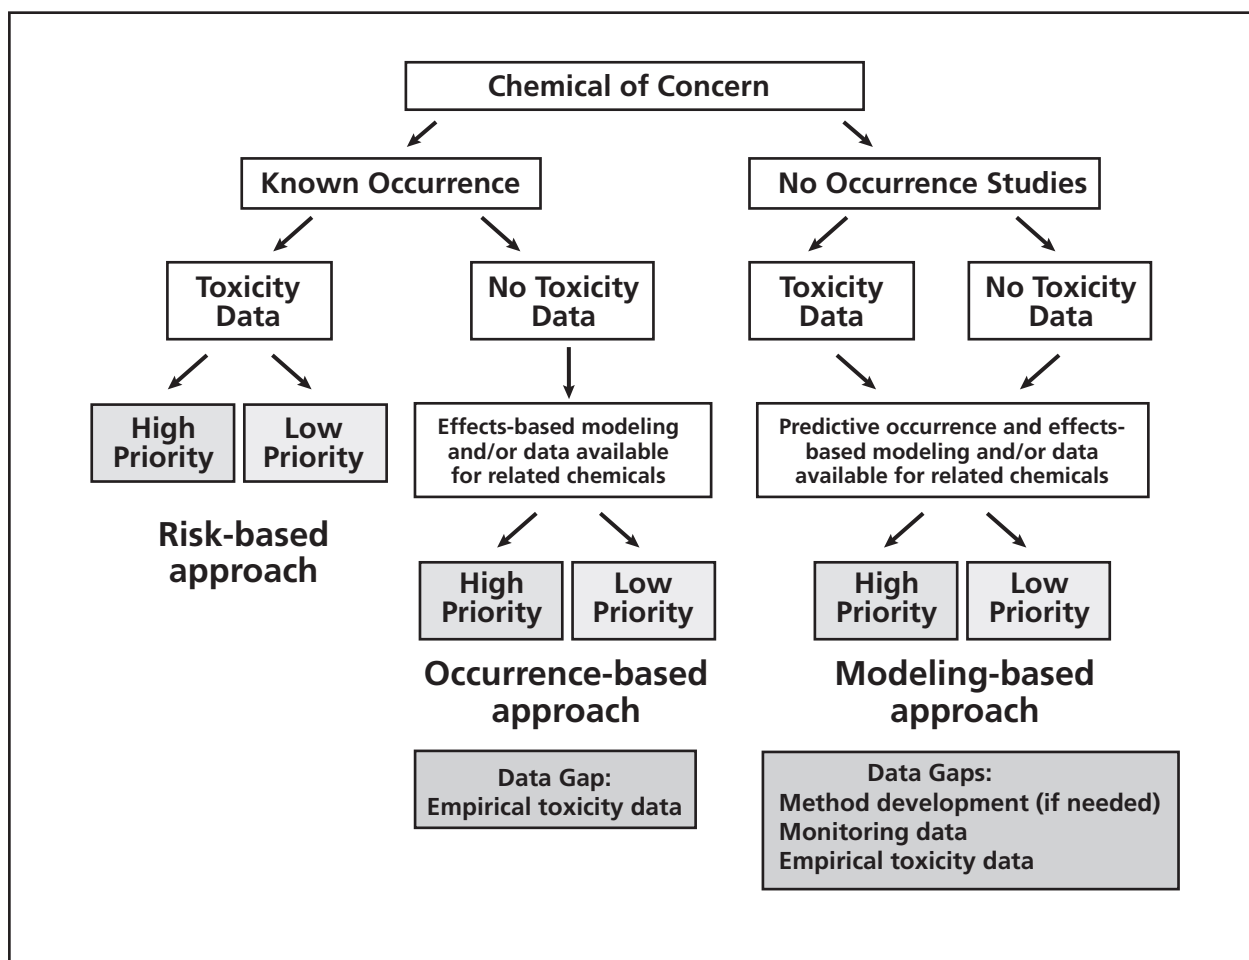 Chemical of Concern
Known Occurrence
No Occurrence Studies
Toxicity
Data
No Toxicity
Data
Toxicity
Data
No Toxicity
Data
High
Priority
Low
Priority
Risk-based
approach
Effects-based modeling
and/or data available
for related chemicals
High
Priority
Low
Priority
Occurrence-based
approach
Data Gap:
Empirical toxicity data
Predictive occurrence and effects-
based modeling and/or data
available for related chemicals
High
Priority
Low
Priority
Modeling-based
approach
Data Gaps:
Method development (if needed)
Monitoring data
Empirical toxicity data